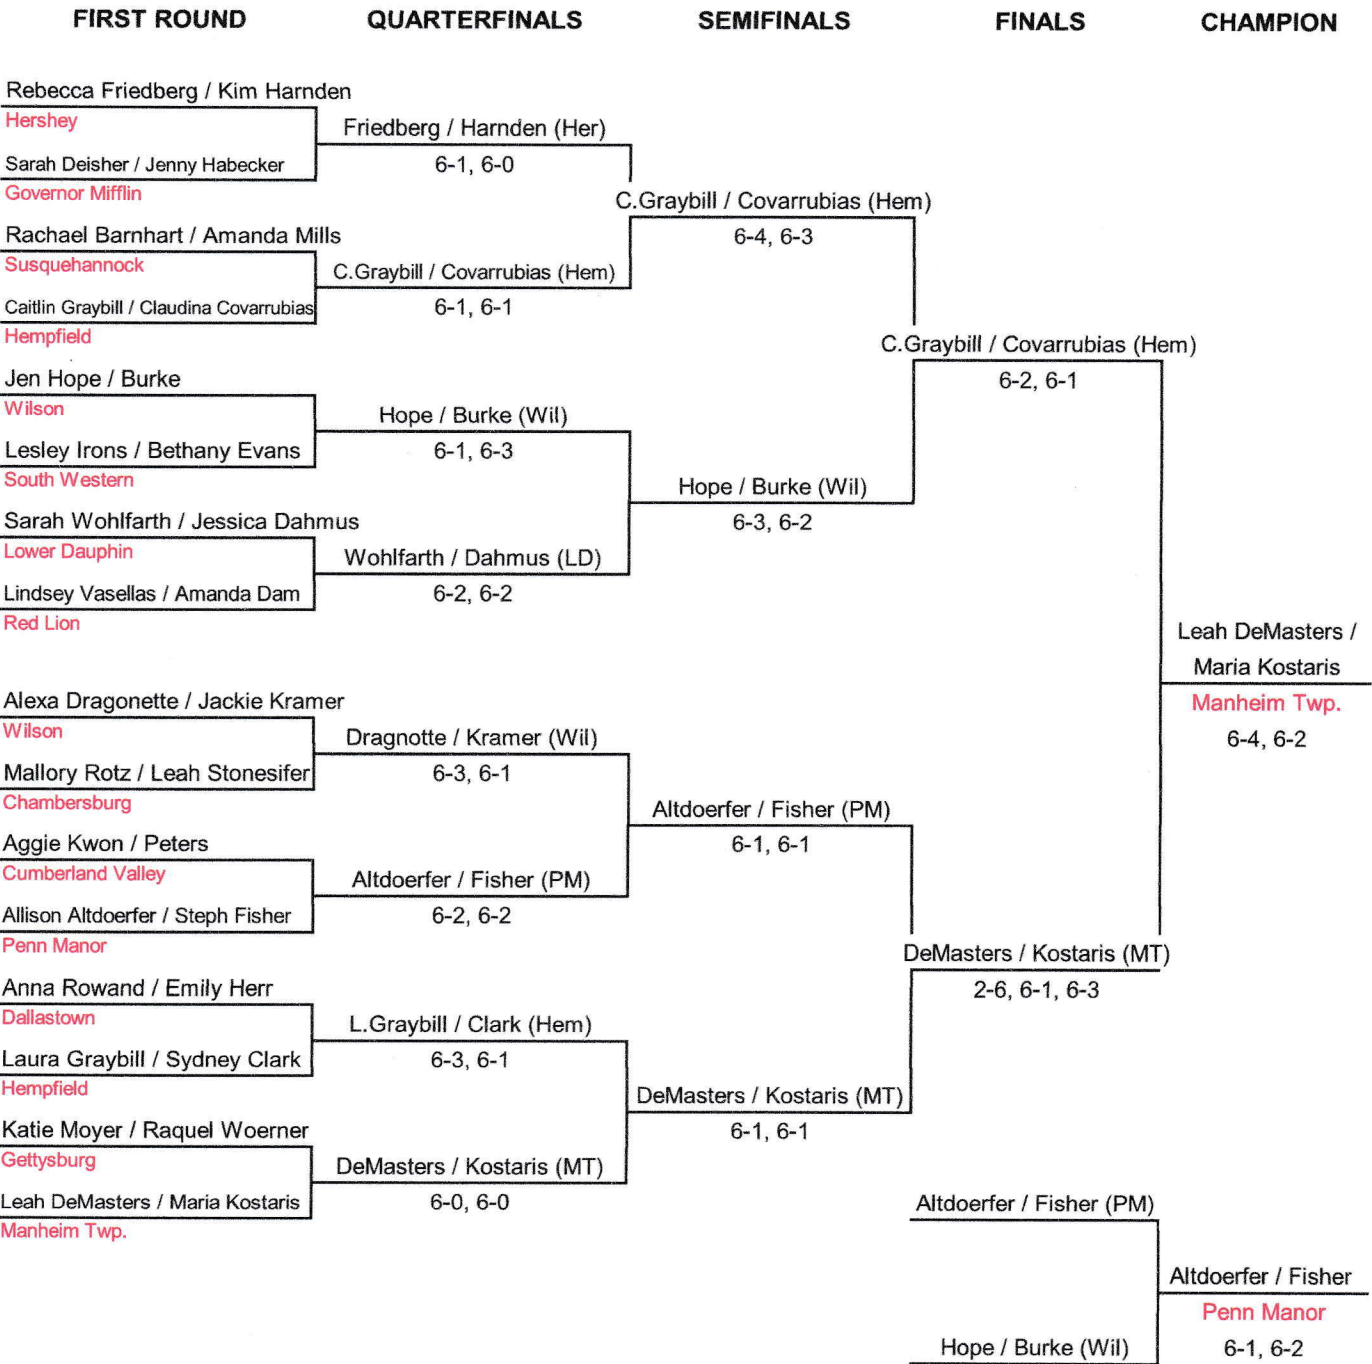 FIRST ROUND QUARTERFINALS SEMIFINALS FINALS CHAMPION
Rebecca Friedberg / Kim Harnden
Hershey
Sarah Deisher / Jenny Habecker
Governor Mifflin
Rachael Barnhart / Amanda Mills
Susquehannock
Caitlin Graybill / Claudina Covarrubias
Hempfield
Jen Hope / Burke
Wilson
Lesley Irons / Bethany Evans
South Western
Sarah Wohlfarth / Jessica Dahmus
Lower Dauphin
Lindsey Vasellas / Amanda Dam
Red Lion
Alexa Dragonette / Jackie Kramer
Wilson
Mallory Rotz / Leah Stonesifer
Chambersburg
Aggie Kwon / Peters
Cumberland Valley
Allison Altdoerfer / Steph Fisher
Penn Manor
Anna Rowand / Emily Herr
Dallastown
Laura Graybill / Sydney Clark
Hempfield
Katie Moyer / Raquel Woerner
Gettysburg
Leah DeMasters / Maria Kostaris
Manheim Twp.
Friedberg / Harnden (Her)
6-1, 6-0
C.Graybill / Covarrubias (Hem)
6-1, 6-1
Hope / Burke (Wil)
6-1, 6-3
Wohlfarth / Dahmus (LD)
6-2, 6-2
Dragnotte / Kramer (Wil)
6-3, 6-1
Altdoerfer / Fisher (PM)
6-2, 6-2
L.Graybill / Clark (Hem)
6-3, 6-1
DeMasters / Kostaris (MT)
6-0, 6-0
C.Graybill / Covarrubias (Hem)
6-4, 6-3
Hope / Burke (Wil)
6-3, 6-2
Altdoerfer / Fisher (PM)
6-1, 6-1
DeMasters / Kostaris (MT)
6-1, 6-1
C.Graybill / Covarrubias (Hem)
6-2, 6-1
DeMasters / Kostaris (MT)
2-6, 6-1, 6-3
Leah DeMasters /
Maria Kostaris
Manheim Twp.
6-4, 6-2
Altdoerfer / Fisher (PM)
Hope / Burke (Wil)
Altdoerfer / Fisher
Penn Manor
6-1, 6-2